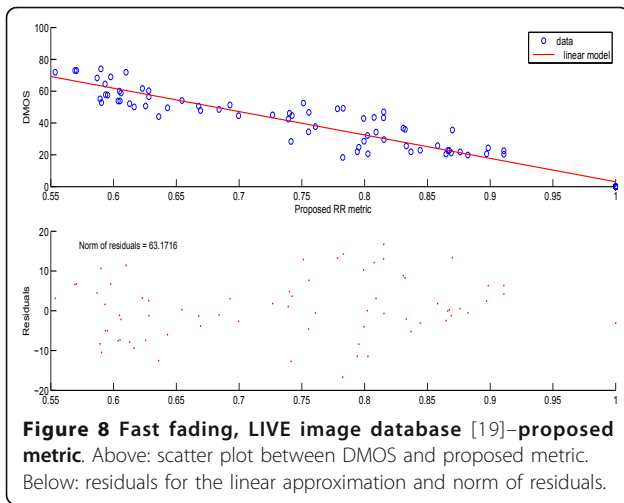 data
linear model
100
80
60
40
20
0
DMOS
0.55 0.6 0.65 0.7 0.75 0.8 0.85 0.9 0.95 1
Proposed RR metric
Norm of residuals = 63.1716
20
10
0
−10
−20
Residuals
0.55 0.6 0.65 0.7 0.75 0.8 0.85 0.9 0.95 1
Figure 8 Fast fading, LIVE image database [19]–proposed
metric. Above: scatter plot between DMOS and proposed metric.
Below: residuals for the linear approximation and norm of residuals.